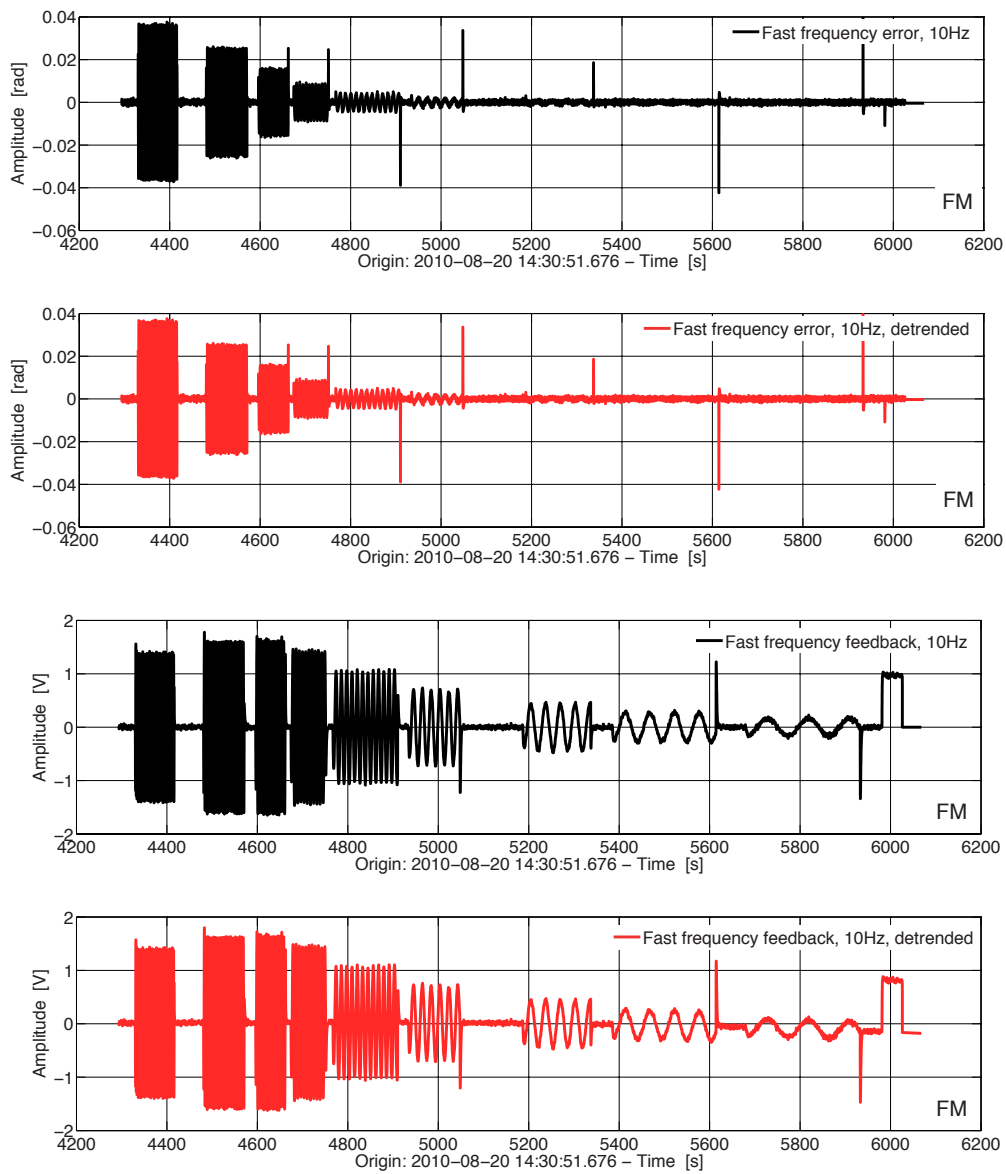 0.04
Fast frequency error, 10Hz
0.02
0
−0.02
−0.04
−0.06
Amplitude [rad]
FM
4200 4400 4600 4800 5000 5200 5400 5600 5800 6000 6200
Origin: 2010−08−20 14:30:51.676 − Time [s]
0.04
Fast frequency error, 10Hz, detrended
0.02
0
−0.02
−0.04
−0.06
Amplitude [rad]
FM
4200 4400 4600 4800 5000 5200 5400 5600 5800 6000 6200
Origin: 2010−08−20 14:30:51.676 − Time [s]
2
Fast frequency feedback, 10Hz
1
0
−1
−2
Amplitude [V]
FM
4200 4400 4600 4800 5000 5200 5400 5600 5800 6000 6200
Origin: 2010−08−20 14:30:51.676 − Time [s]
2
Fast frequency feedback, 10Hz, detrended
1
0
−1
−2
Amplitude [V]
FM
4200 4400 4600 4800 5000 5200 5400 5600 5800 6000 6200
Origin: 2010−08−20 14:30:51.676 − Time [s]